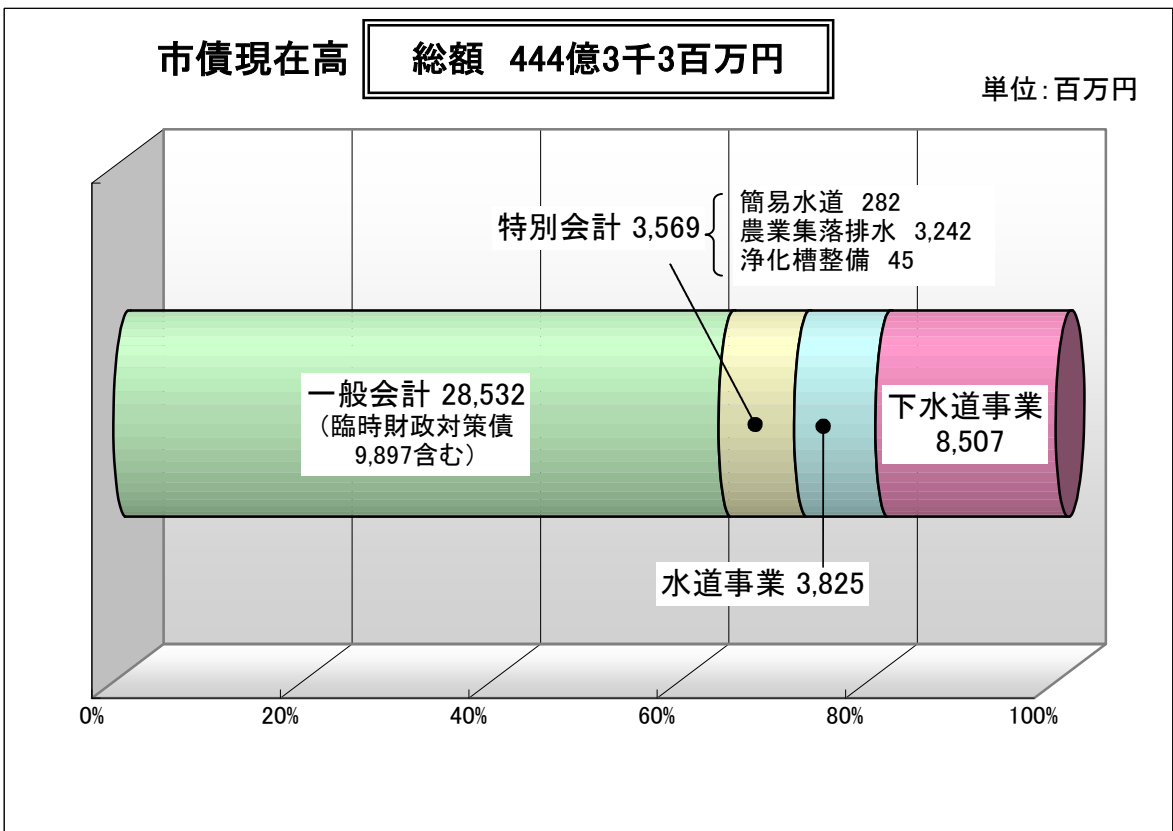 市債現在高
総額 444億3千3百万円
単位：百万円
特別会計 3,569
簡易水道 282
農業集落排水 3,242
浄化槽整備 45
一般会計 28,532
（臨時財政対策債
9,897含む）
下水道事業
8,507
水道事業 3,825
0% 20% 40% 60% 80% 100%